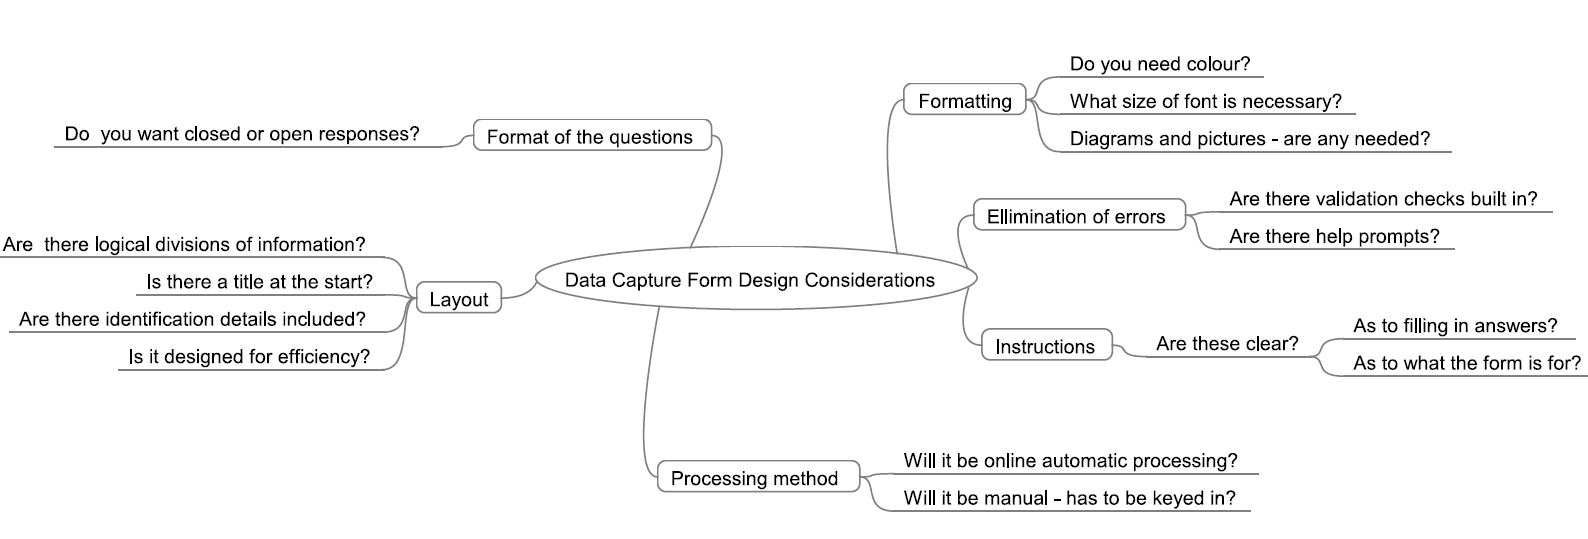 Data Capture Form Design Considerations
Formatting
Do you need colour?
What size of font is necessary?
Diagrams and pictures - are any needed?
Ellimination of errors
Are there validation checks built in?
Are there help prompts?
Instructions
Are these clear?
As to filling in answers?
As to what the form is for?
Processing method
Will it be online automatic processing?
Will it be manual - has to be keyed in?
Format of the questions
Do  you want closed or open responses?
Layout
Are  there logical divisions of information?
Is there a title at the start?
Are there identification details included?
Is it designed for efficiency?